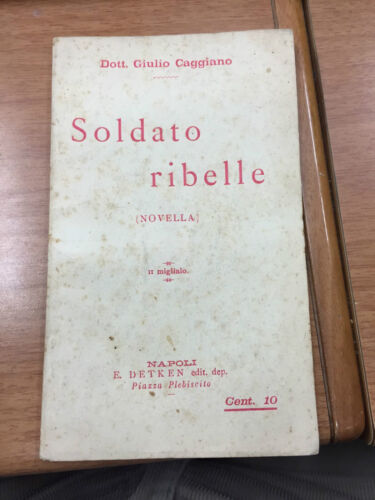 Dott. Giulio Caggiano
Soldato
ribelle
(NOVELLA)
II migliaio.
NAPOLI
E. DETKEN edit. dep.
Piazza Plebiscito
Cent. 10